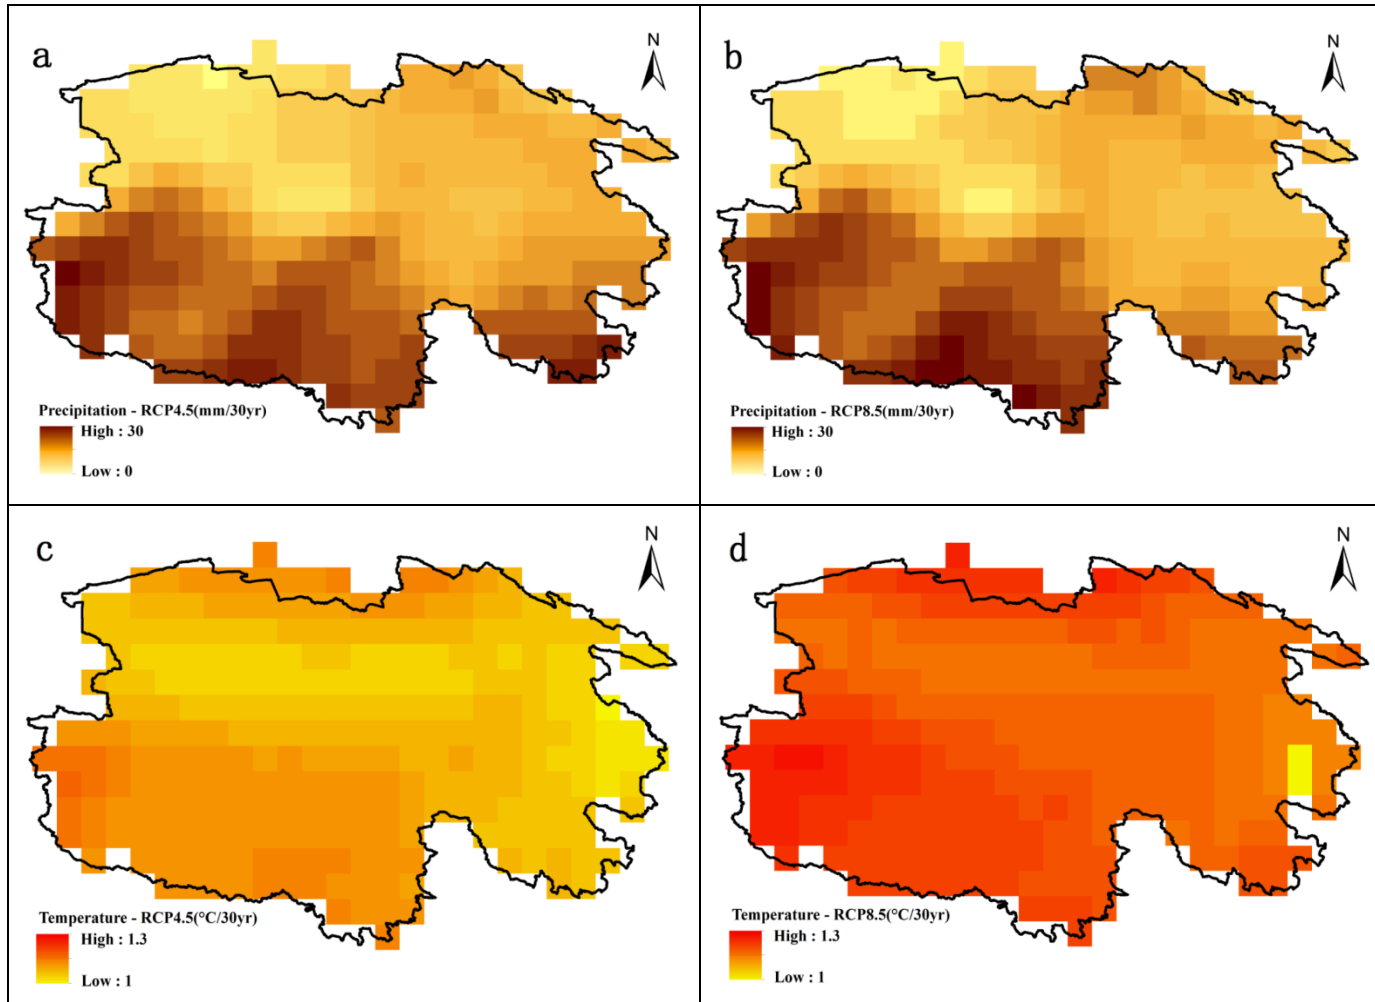 a
N
Precipitation - RCP4.5(mm/30yr)
High : 30
Low : 0
b
N
Precipitation - RCP8.5(mm/30yr)
High : 30
Low : 0
c
N
Temperature - RCP4.5(°C/30yr)
High : 1.3
Low : 1
d
N
Temperature - RCP8.5(°C/30yr)
High : 1.3
Low : 1